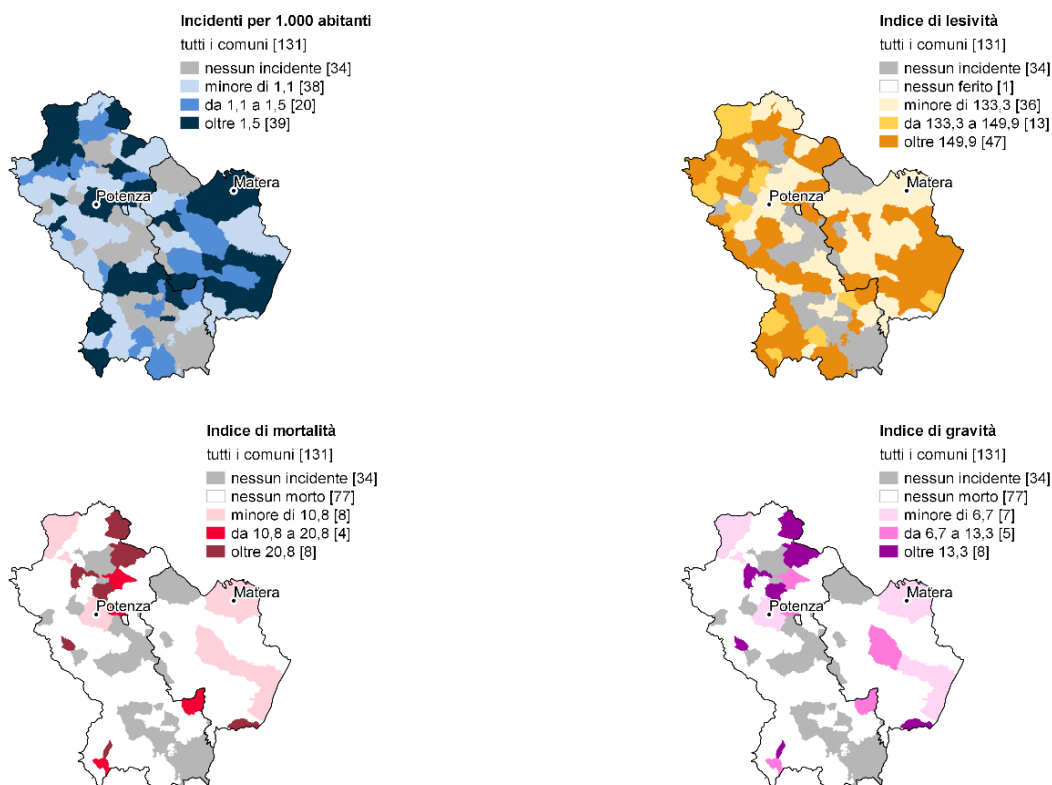 Incidenti per 1.000 abitanti
tutti i comuni [131]
nessun incidente [34]
minore di 1,1 [38]
da 1,1 a 1,5 [20]
oltre 1,5 [39]
Matera
Potenza
Indice di lesività
tutti i comuni [131]
nessun incidente [34]
nessun ferito [1]
minore di 133,3 [36]
da 133,3 a 149,9 [13]
oltre 149,9 [47]
Matera
Potenza
Indice di mortalità
tutti i comuni [131]
nessun incidente [34]
nessun morto [77]
minore di 10,8 [8]
da 10,8 a 20,8 [4]
oltre 20,8 [8]
Matera
Potenza
Indice di gravità
tutti i comuni [131]
nessun incidente [34]
nessun morto [77]
minore di 6,7 [7]
da 6,7 a 13,3 [5]
oltre 13,3 [8]
Matera
Potenza